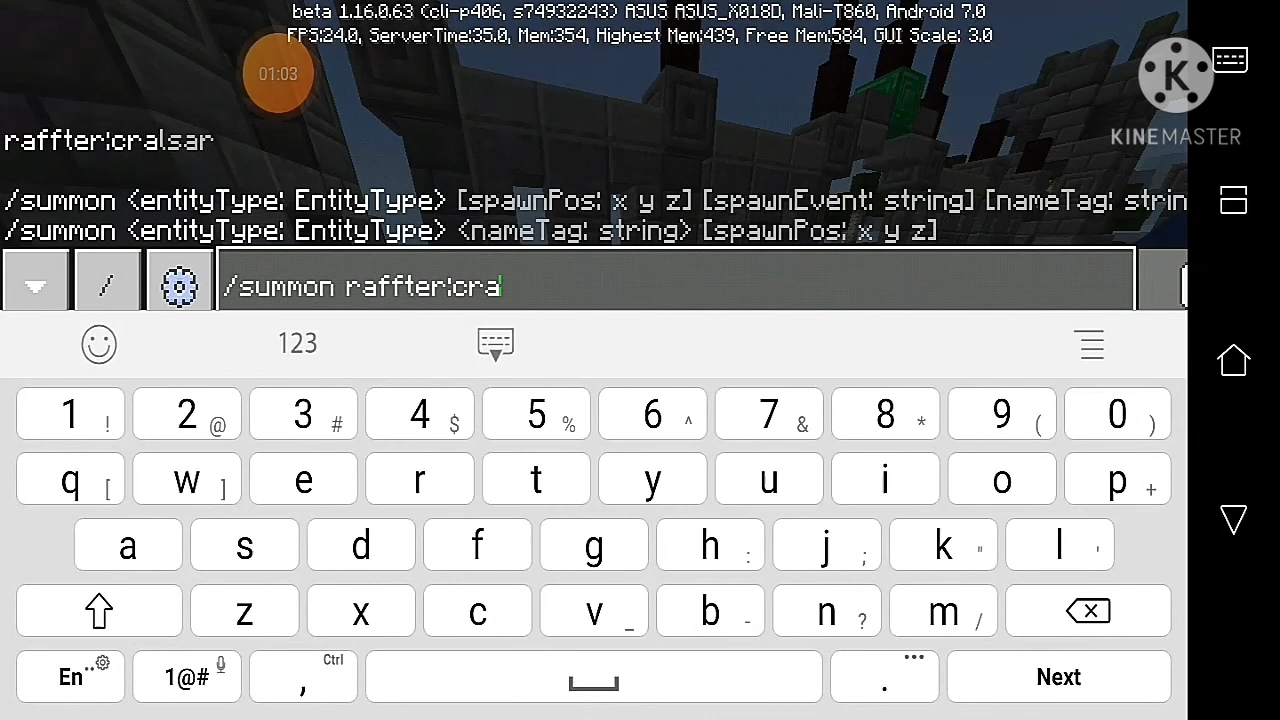 beta 1.16.0.63 (cli-p406, s74932243) ASUS ASUS_X018D, Mali-T860, Android 7.0
FPS:24.0, ServerTime:35.0, Mem:354, Highest Mem:439, Free Mem:584, GUI Scale: 3.0
01:03
K
KINEMASTER
raffter:cralsar
/summon <entityType: EntityType> [spawnPos: x y z] [spawnEvent: string] [nameTag: strin
/summon <entityType: EntityType> <nameTag: string> [spawnPos: x y z]
/ /summon raffter:cra
123
1 ! 2 @ 3 # 4 $ 5 % 6 ^ 7 & 8 * 9 ( 0 )
q [ w ] e r t y u i o p +
a s d f g h : j ; k " l '
z x c v _ b - n ? m /
En 1@# , Ctrl . ... Next